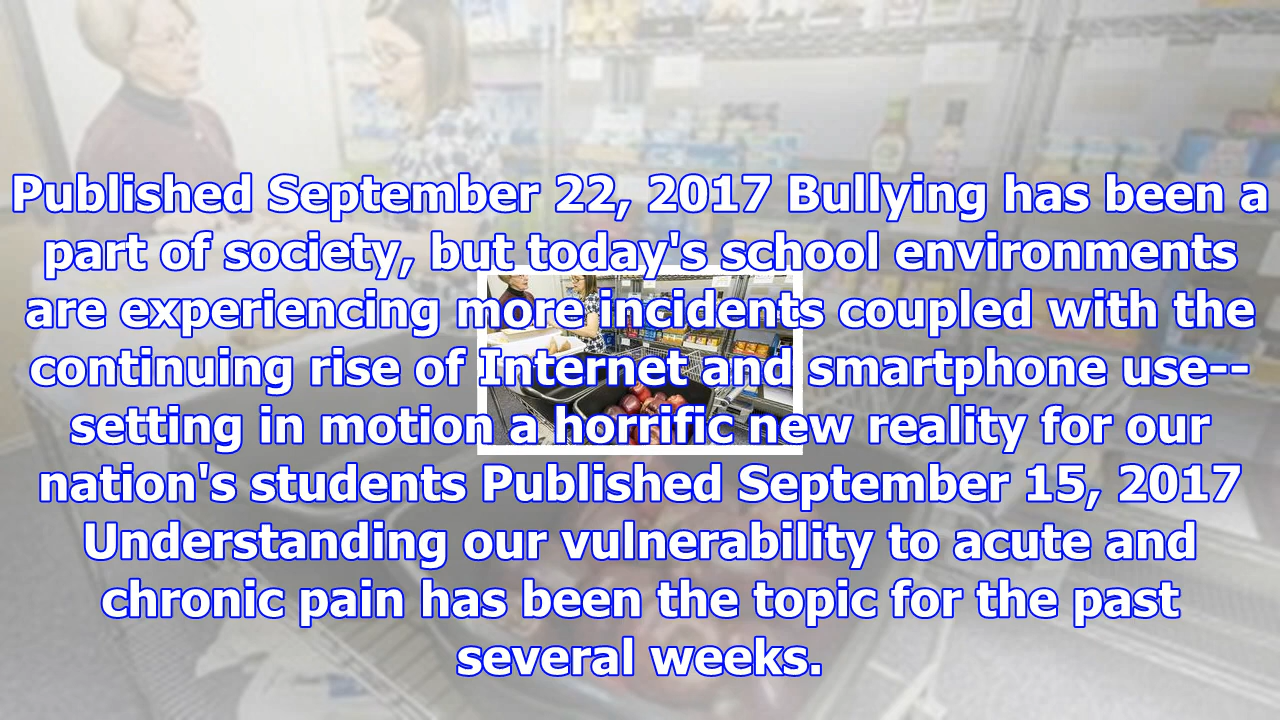 Published September 22, 2017 Bullying has been a
part of society, but today's school environments
are experiencing more incidents coupled with the
continuing rise of Internet and smartphone use--
setting in motion a horrific new reality for our
nation's students Published September 15, 2017
Understanding our vulnerability to acute and
chronic pain has been the topic for the past
several weeks.